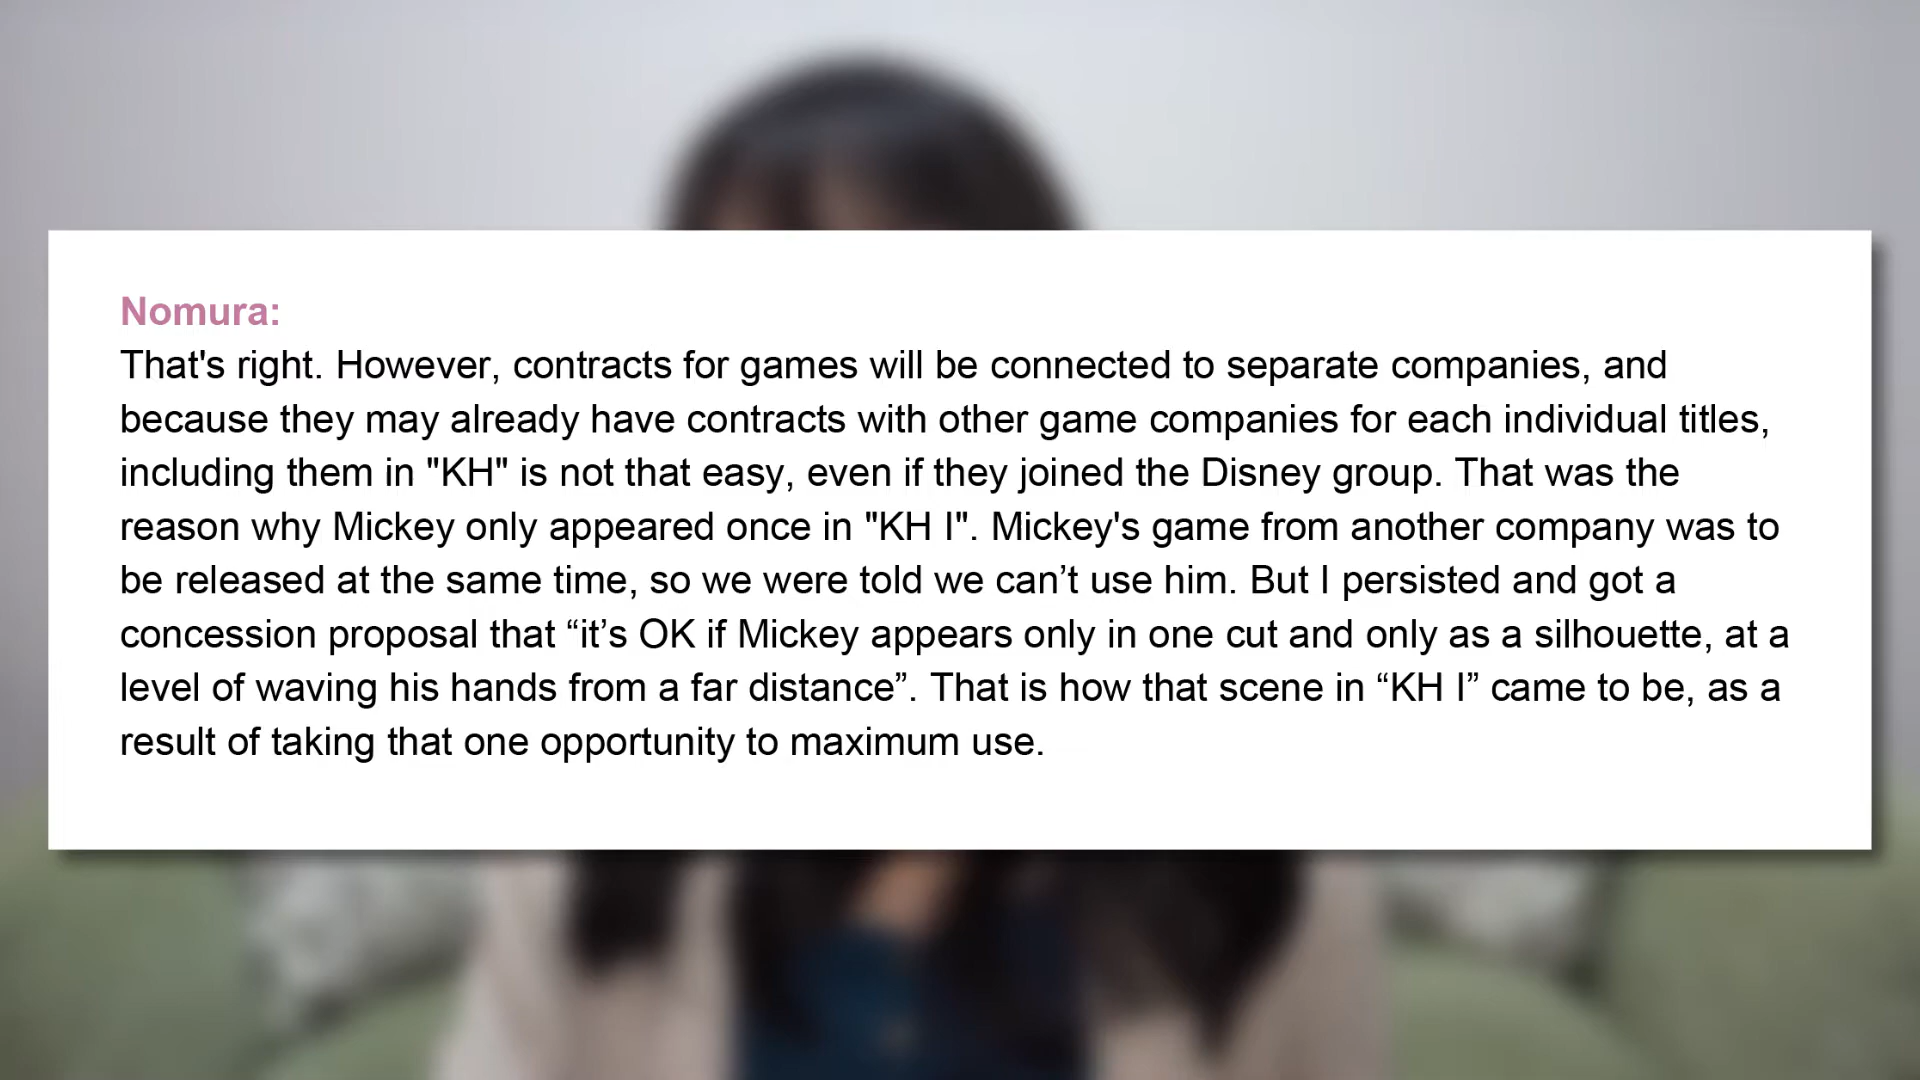 Nomura:
That's right. However, contracts for games will be connected to separate companies, and
because they may already have contracts with other game companies for each individual titles,
including them in "KH" is not that easy, even if they joined the Disney group. That was the
reason why Mickey only appeared once in "KH I". Mickey's game from another company was to
be released at the same time, so we were told we can’t use him. But I persisted and got a
concession proposal that “it’s OK if Mickey appears only in one cut and only as a silhouette, at a
level of waving his hands from a far distance”. That is how that scene in “KH I” came to be, as a
result of taking that one opportunity to maximum use.